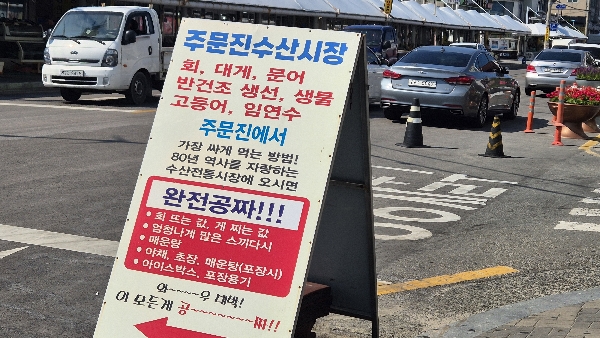 주문진수산시장
회, 대게, 문어
반건조 생선, 생물
고등어, 임연수
주문진에서
가장 싸게 먹는 방법!
80년 역사를 자랑하는
수산전통시장에 오시면
완전공짜!!!
• 회 뜨는 값, 게 찌는 값
• 엄청나게 많은 스끼다시
• 매운탕
• 야채, 초장, 매운탕(포장시)
• 아이스박스, 포장용기
와~~~~우 대박!
이 모든게 공~~~~~~~~짜!!